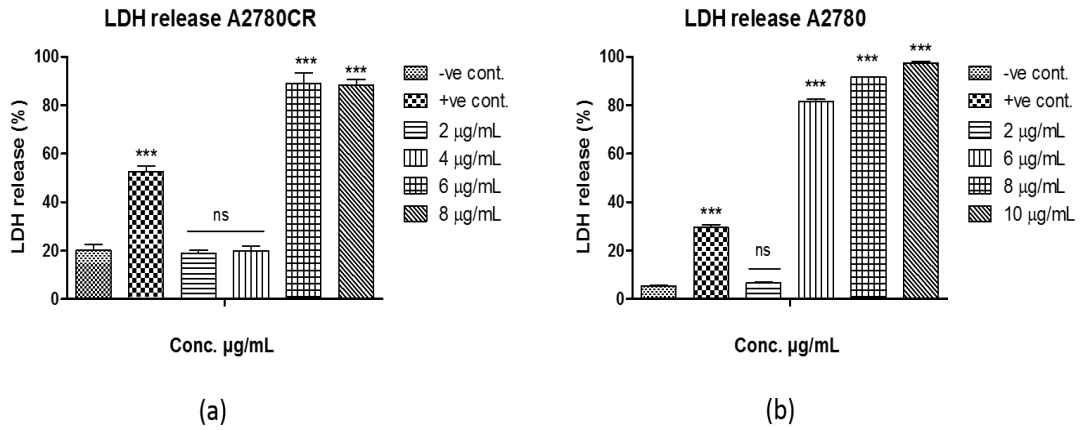 LDH release A2780CR
LDH release (%)
100
80
60
40
20
0
***
ns
***
***
Conc. µg/mL
-ve cont.
+ve cont.
2 µg/mL
4 µg/mL
6 µg/mL
8 µg/mL
(a)
LDH release A2780
LDH release (%)
100
80
60
40
20
0
***
ns
***
***
***
Conc. µg/mL
-ve cont.
+ve cont.
2 µg/mL
6 µg/mL
8 µg/mL
10 µg/mL
(b)